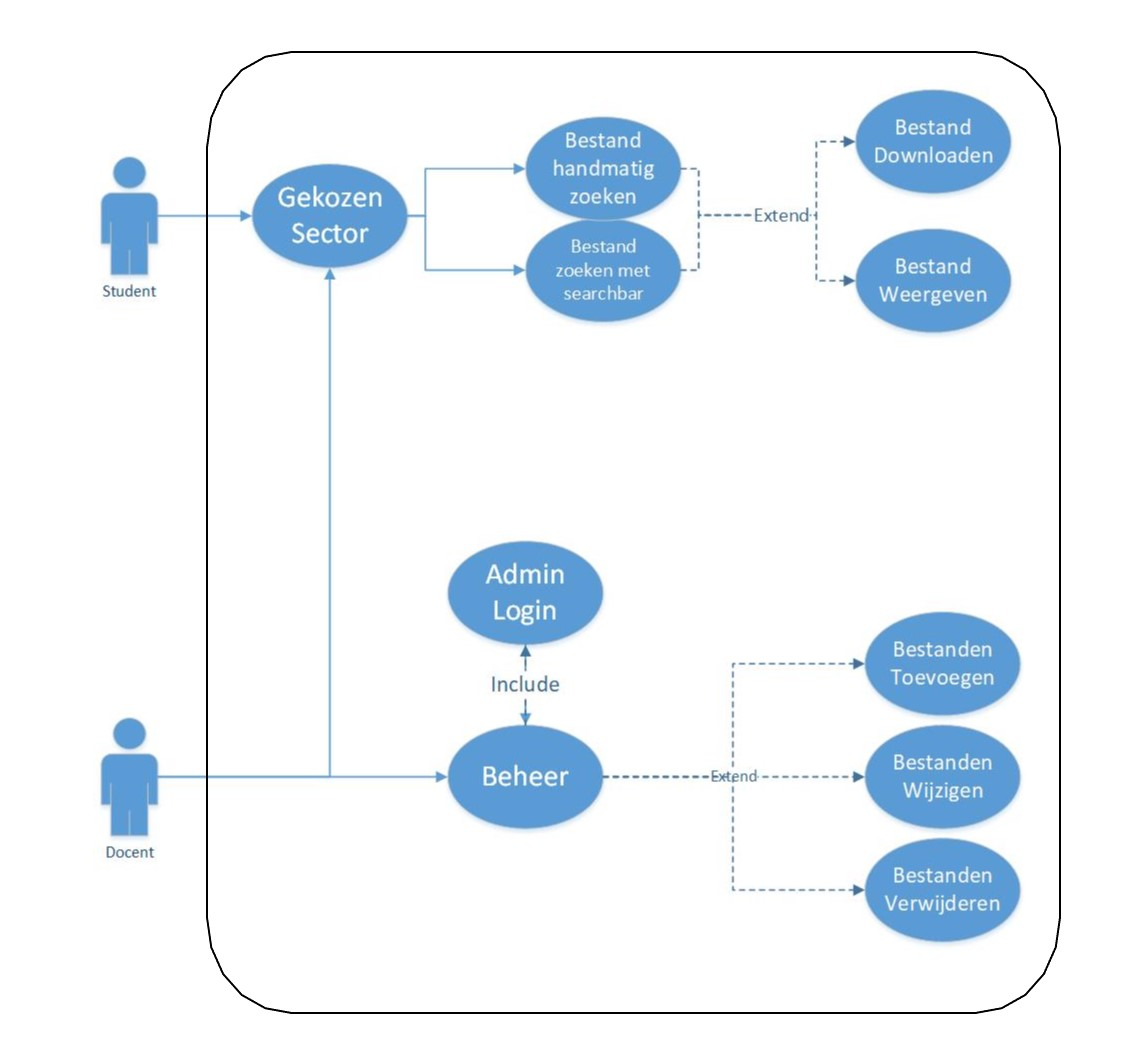 Student
Gekozen
Sector
Bestand
handmatig
zoeken
Bestand
zoeken met
searchbar
Extend
Bestand
Downloaden
Bestand
Weergeven
Admin
Login
Include
Docent
Beheer
Extend
Bestanden
Toevoegen
Bestanden
Wijzigen
Bestanden
Verwijderen